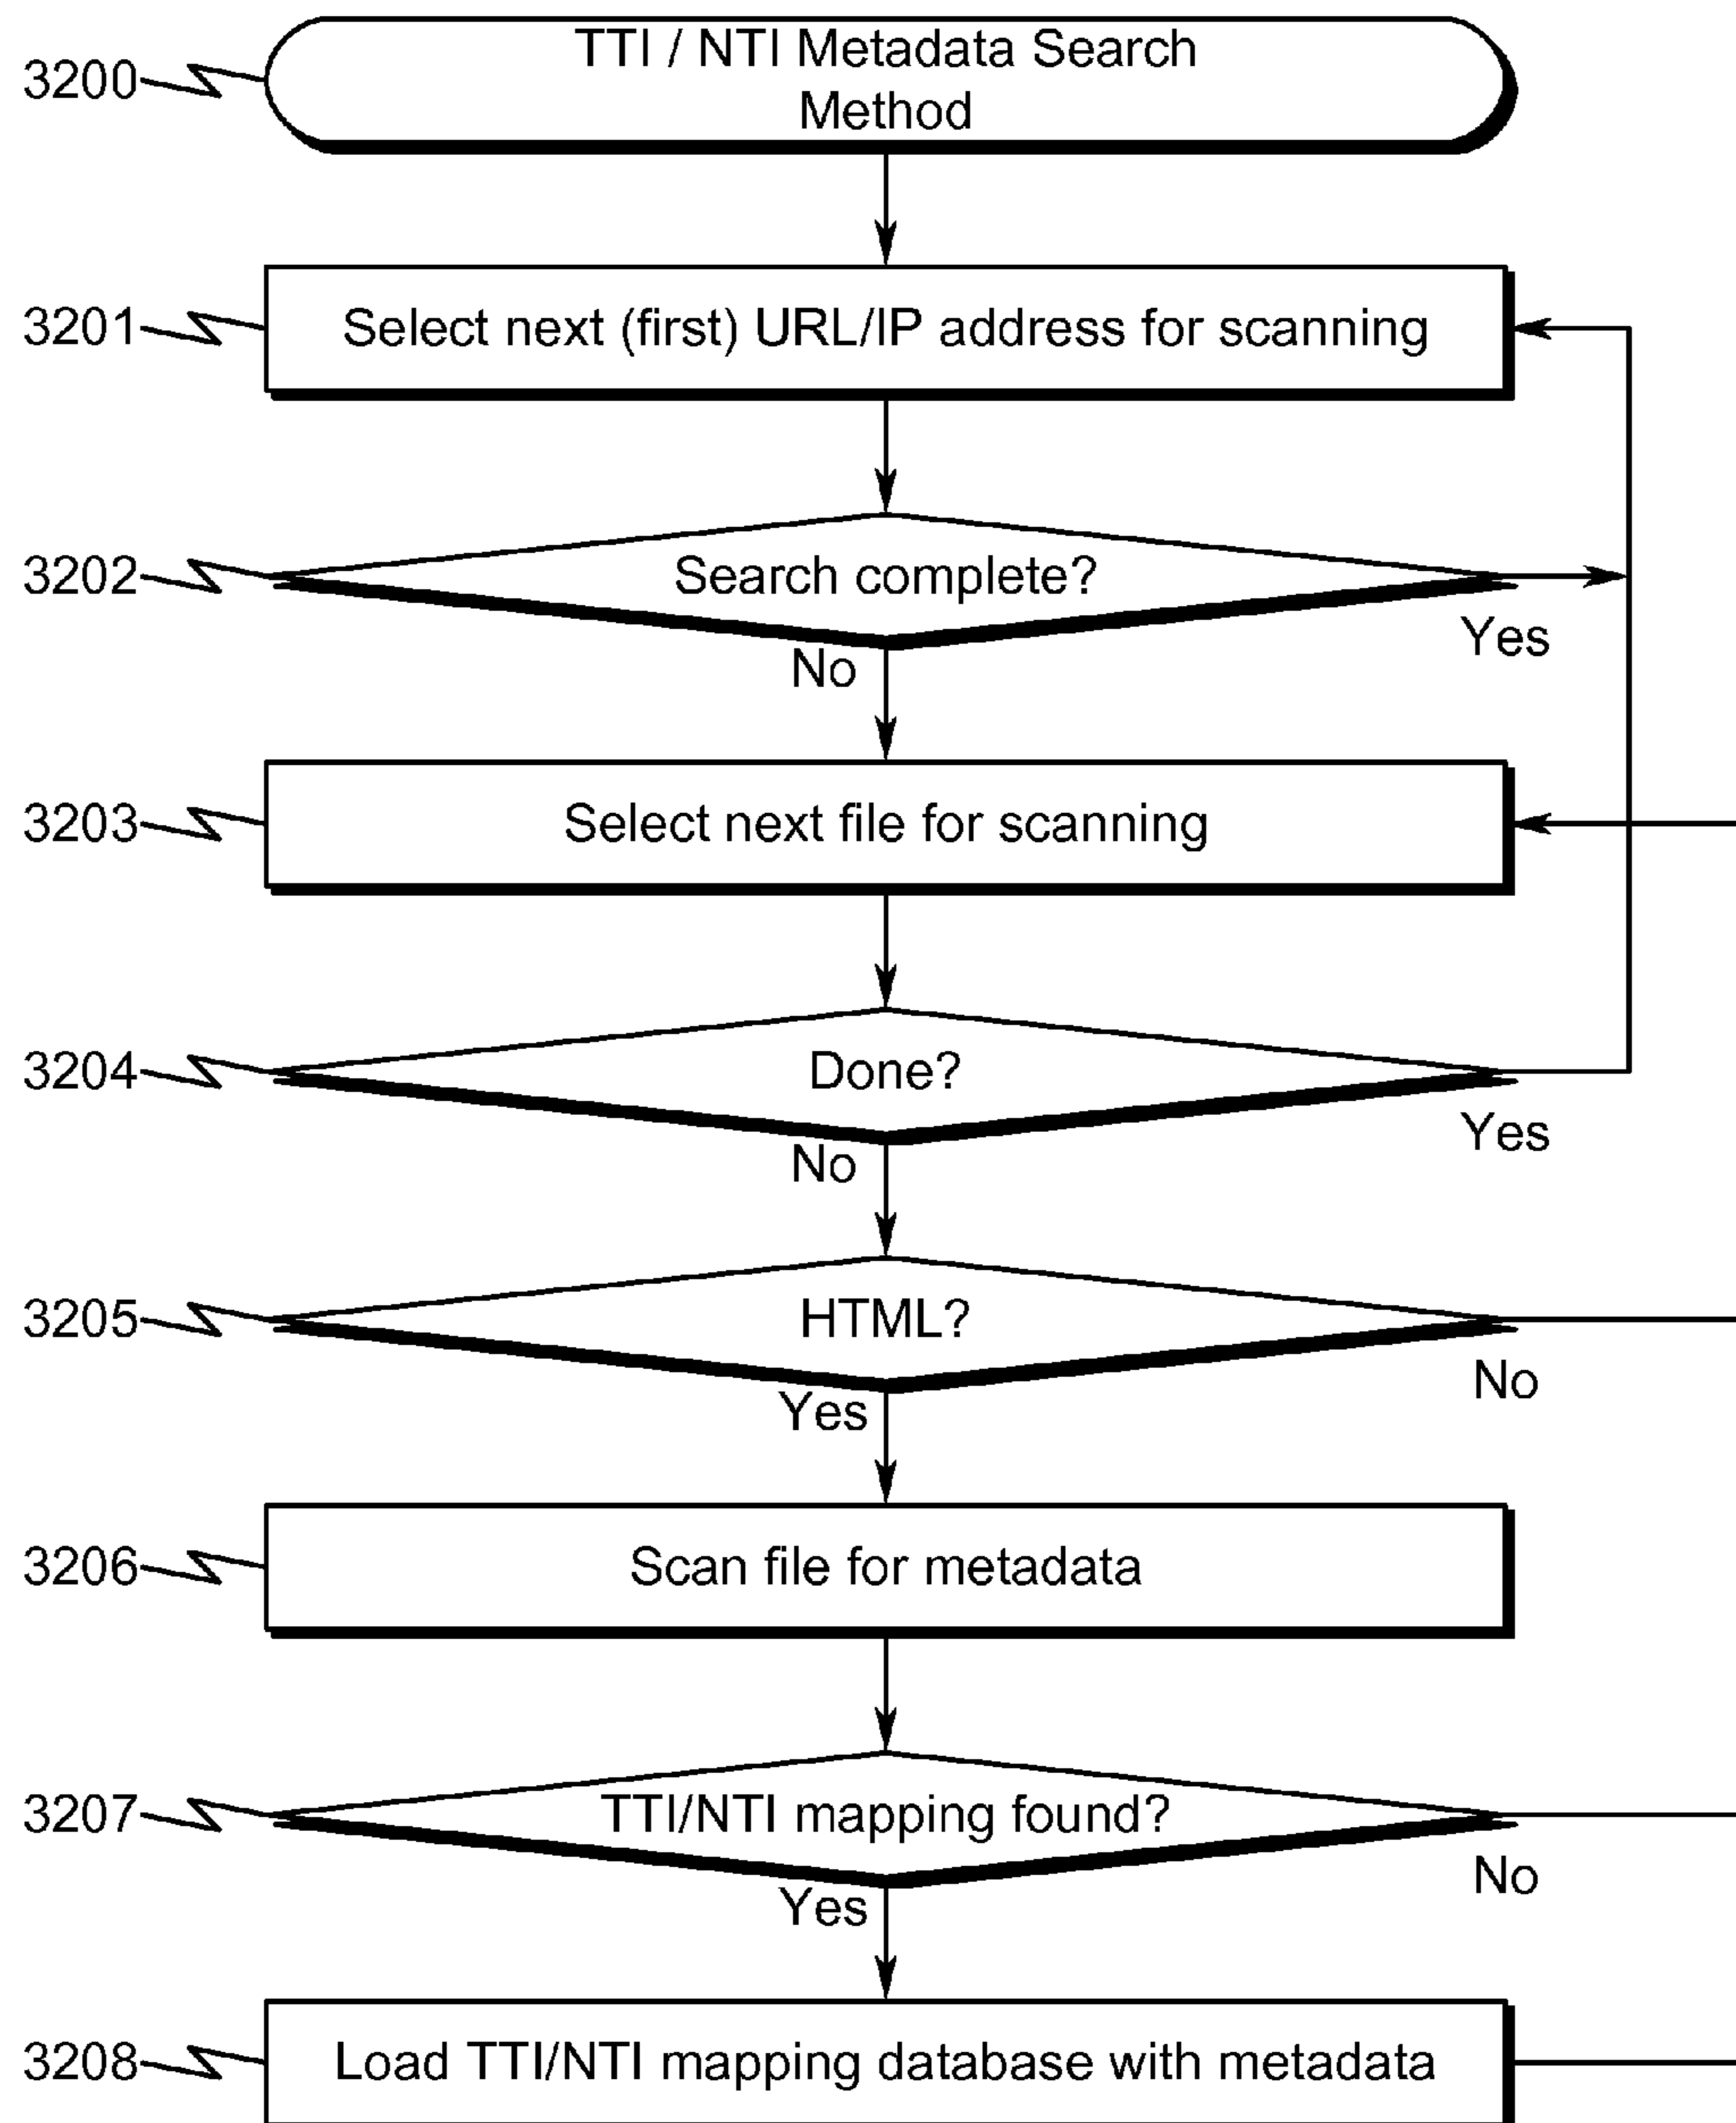 3200
TTI / NTI Metadata Search
Method
3201
Select next (first) URL/IP address for scanning
3202
Search complete?
Yes
No
3203
Select next file for scanning
3204
Done?
Yes
No
3205
HTML?
No
Yes
3206
Scan file for metadata
3207
TTI/NTI mapping found?
No
Yes
3208
Load TTI/NTI mapping database with metadata